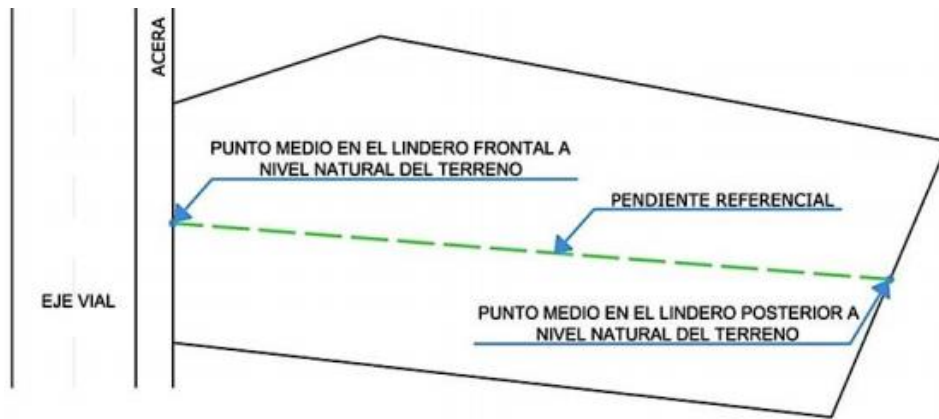 ACERA
PUNTO MEDIO EN EL LINDERO FRONTAL A
NIVEL NATURAL DEL TERRENO
PENDIENTE REFERENCIAL
EJE VIAL
PUNTO MEDIO EN EL LINDERO POSTERIOR A
NIVEL NATURAL DEL TERRENO